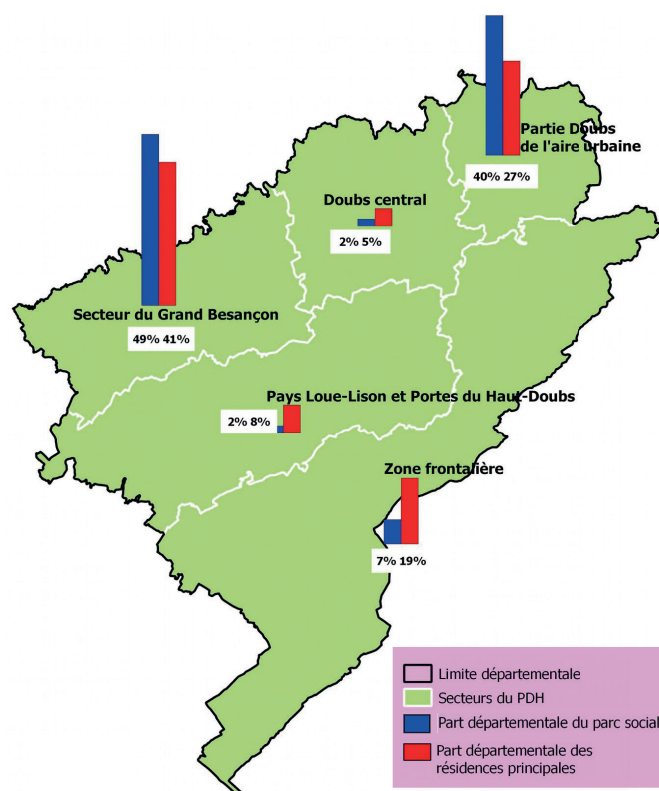 Partie Doubs
de l'aire urbaine
40% 27%
Doubs central
2% 5%
Secteur du Grand Besançon
49% 41%
Pays Loue-Lison et Portes du Haut-Doubs
2% 8%
Zone frontalière
7% 19%
Limite départementale
Secteurs du PDH
Part départementale du parc social
Part départementale des
résidences principales